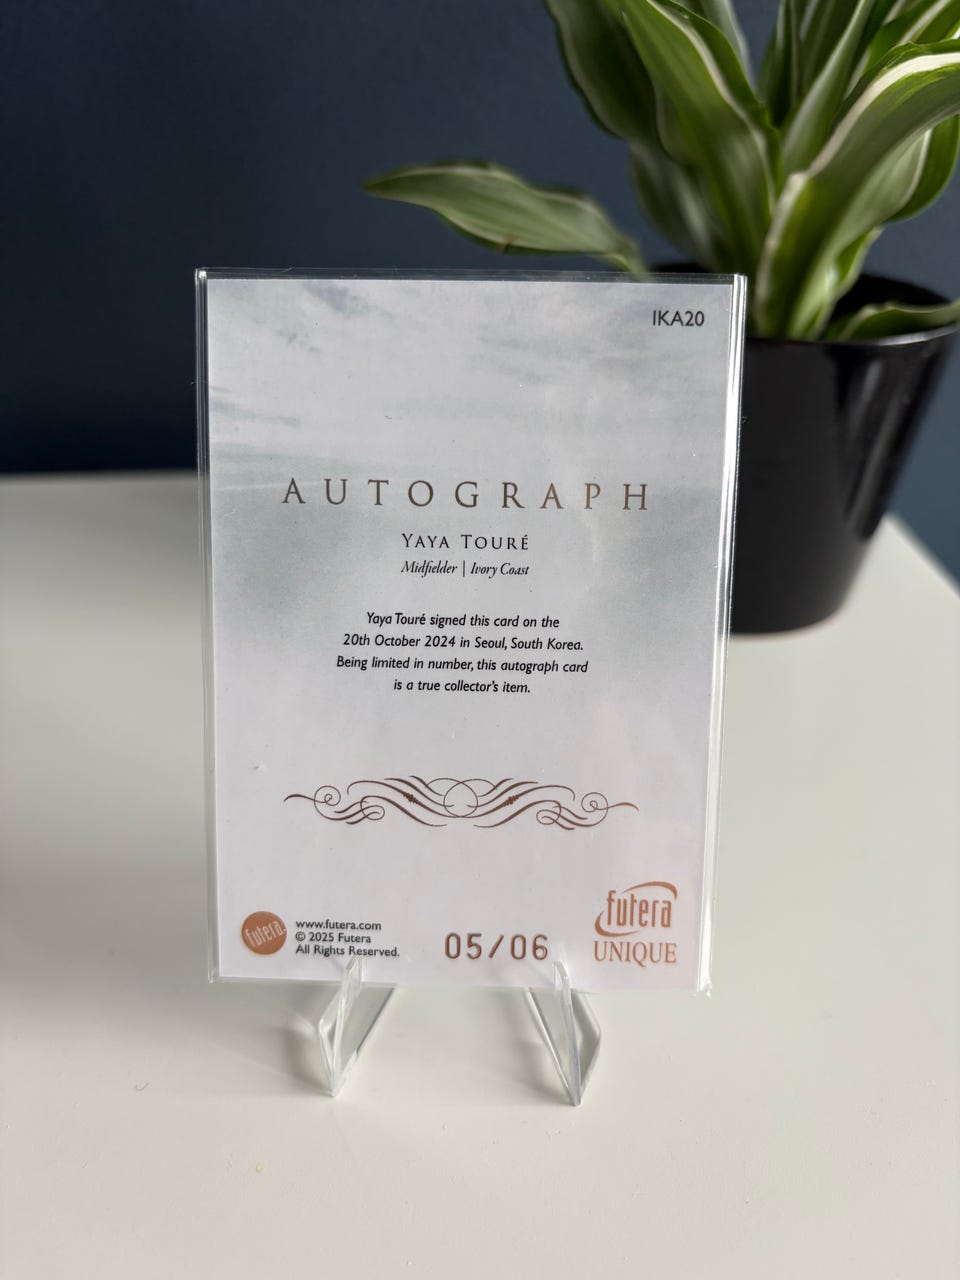 IKA20
AUTOGRAPH
YAYA TOURÉ
Midfielder | Ivory Coast
Yaya Touré signed this card on the
20th October 2024 in Seoul, South Korea.
Being limited in number, this autograph card
is a true collector's item.
futera
www.futera.com
© 2025 Futera
All Rights Reserved.
05/06
futera
UNIQUE